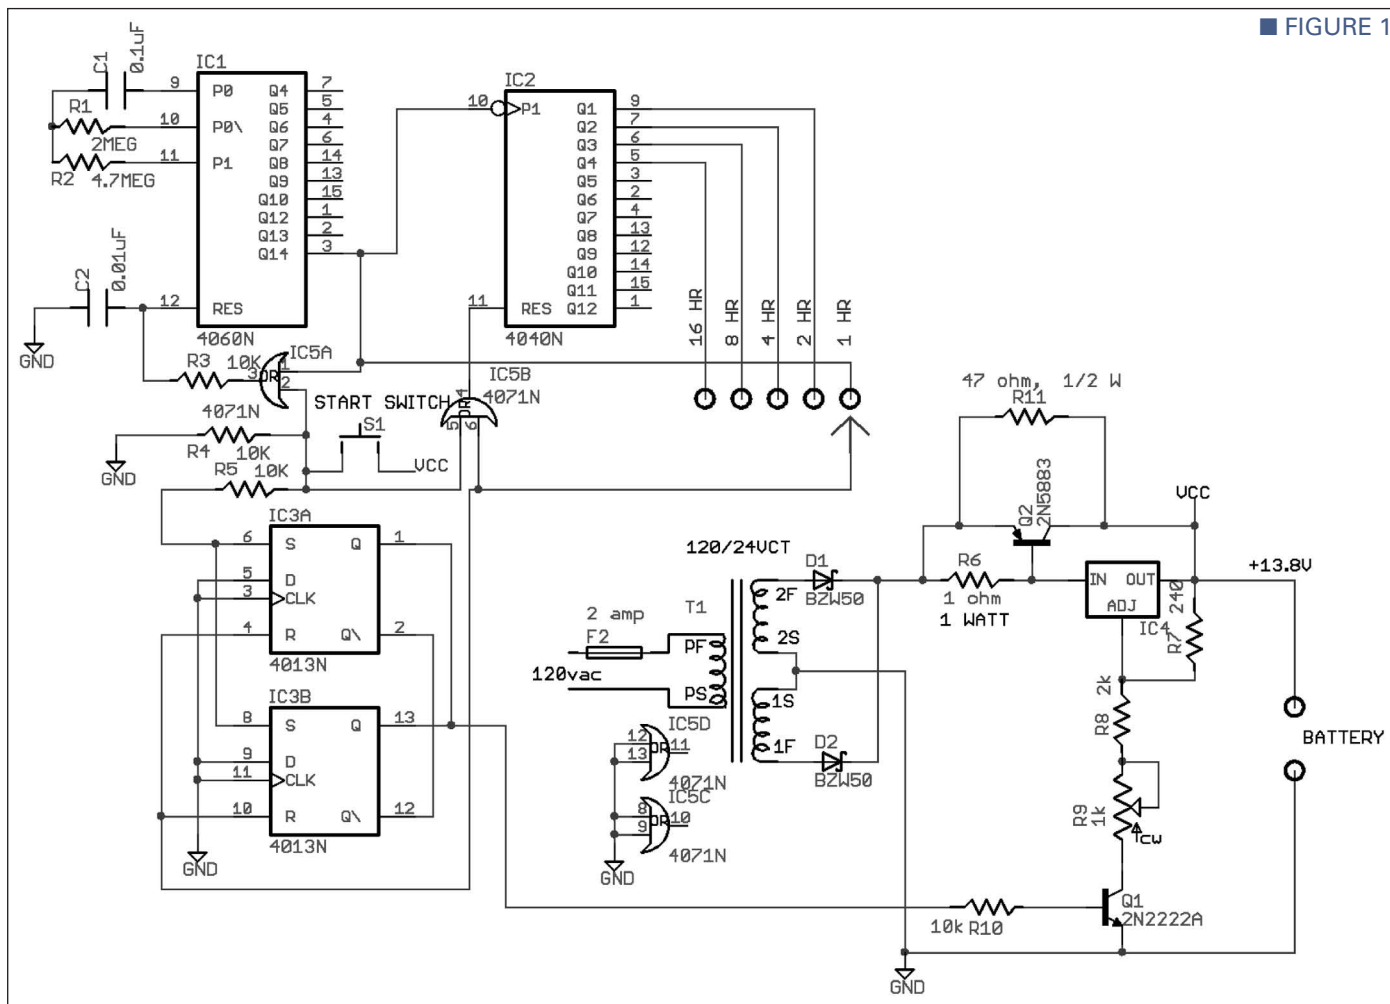 ■ FIGURE 1
C1
0.1uF
R1
2MEG
R2
4.7MEG
IC1
9
10
11
12
P0
P0\
P1
RES
Q4
Q5
Q6
Q7
Q8
Q9
Q10
Q12
Q13
Q14
7
5
4
6
14
13
15
1
2
3
4060N
C2
0.01uF
GND
IC2
10
11
P1
RES
Q1
Q2
Q3
Q4
Q5
Q6
Q7
Q8
Q9
Q10
Q11
Q12
9
7
6
5
3
2
4
13
12
14
15
1
4040N
16 HR
8 HR
4 HR
2 HR
1 HR
R3
10K
IC5A
3
OR
1
2
4071N
IC5B
4071N
4
OR
5
6
START SWITCH
S1
VCC
R4
10K
GND
R5
10K
IC3A
6
5
3
4
S
D
CLK
R
Q
Q\
1
2
4013N
IC3B
8
9
11
10
S
D
CLK
R
Q
Q\
13
12
4013N
GND
120/24VCT
T1
2 amp
F2
120vac
PF
PS
2F
2S
1S
1F
D1
BZW50
D2
BZW50
IC5D
12
13
OR
11
4071N
IC5C
8
9
OR
10
4071N
GND
47 ohm, 1/2 W
R11
Q2
2N5883
VCC
R6
1 ohm
1 WATT
IN
OUT
ADJ
IC4
240
R7
+13.8V
2k
R8
R9
1k
CW
BATTERY
10k
R10
Q1
2N2222A
GND